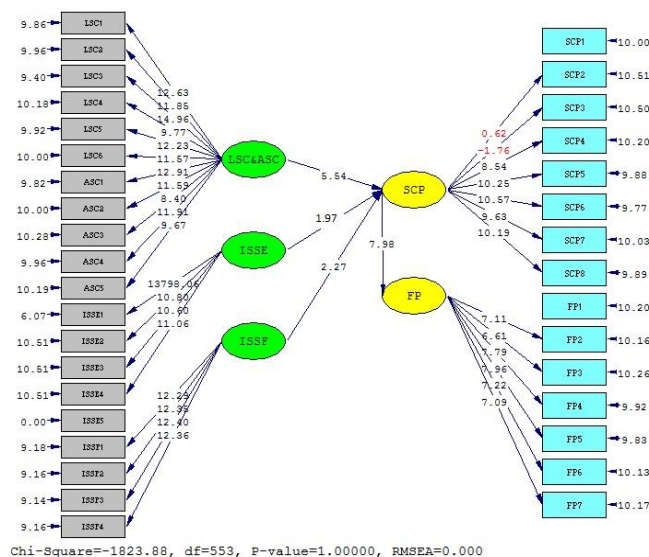 9.86 LSC1
9.96 LSC2
9.40 LSC3
10.18 LSC4
9.92 LSC5
10.00 LSC6
9.82 ASC1
10.00 ASC2
10.28 ASC3
9.96 ASC4
10.19 ASC5
6.07 ISSE1
10.51 ISSE2
10.51 ISSE3
10.51 ISSE4
0.00 ISSE5
9.18 ISSF1
9.16 ISSF2
9.14 ISSF3
9.16 ISSF4
12.63
11.85
14.96
9.77
12.23
11.57
12.91
11.59
8.40
11.91
9.67
13798.06
10.80
10.60
11.06
12.29
12.35
12.40
12.36
LSC&ASC
ISSE
ISSF
5.54
1.97
2.27
SCP
7.98
FP
0.62
-1.76
8.54
10.25
10.57
9.63
10.19
7.11
6.61
7.79
7.96
7.22
7.09
SCP1 10.00
SCP2 10.51
SCP3 10.50
SCP4 10.20
SCP5 9.88
SCP6 9.77
SCP7 10.03
SCP8 9.89
FP1 10.20
FP2 10.16
FP3 10.26
FP4 9.92
FP5 9.83
FP6 10.13
FP7 10.17
Chi-Square=-1823.88, df=553, P-value=1.00000, RMSEA=0.000